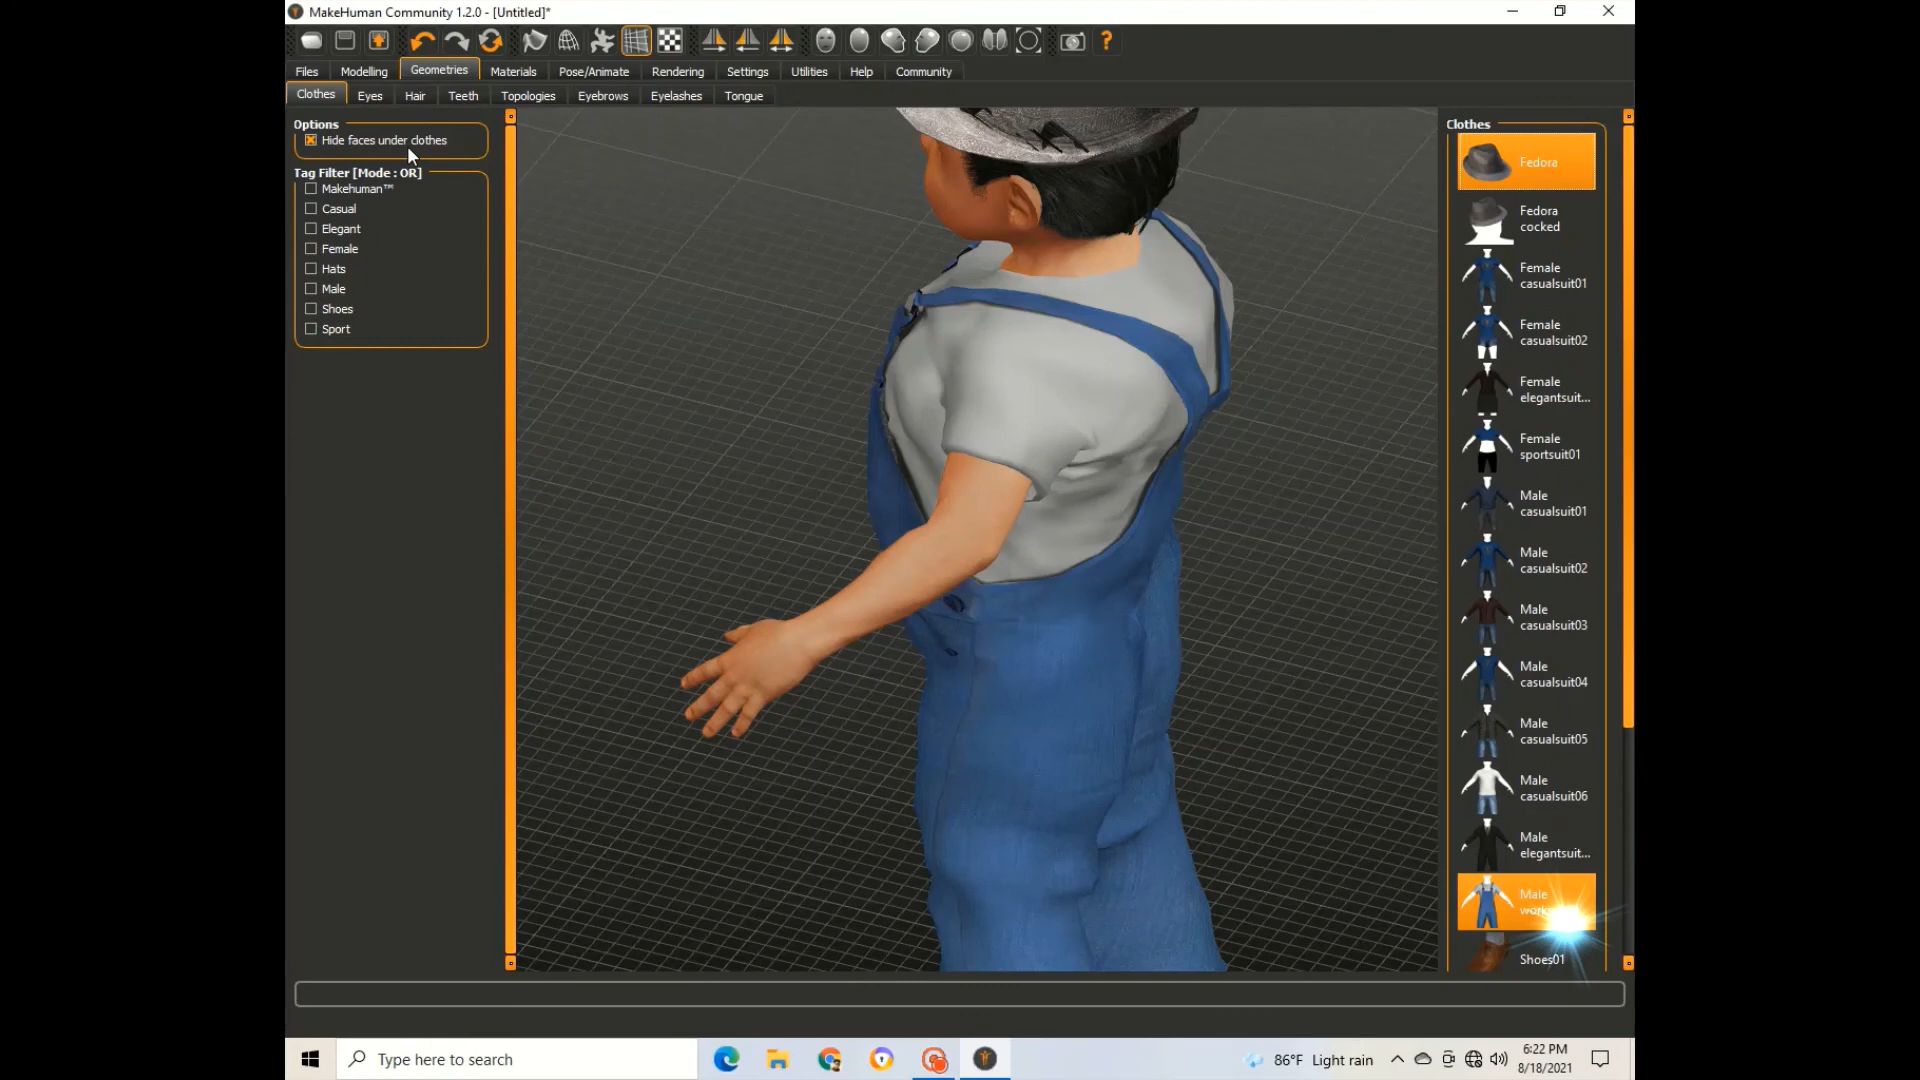 MakeHuman Community 1.2.0 - [Untitled]*
Files Modelling Geometries Materials Pose/Animate Rendering Settings Utilities Help Community
Clothes Eyes Hair Teeth Topologies Eyebrows Eyelashes Tongue
Options
Hide faces under clothes
Tag Filter [Mode : OR]
Makehuman™
Casual
Elegant
Female
Hats
Male
Shoes
Sport
Clothes
Fedora
Fedora
cocked
Female
casualsuit01
Female
casualsuit02
Female
elegantsuit...
Female
sportsuit01
Male
casualsuit01
Male
casualsuit02
Male
casualsuit03
Male
casualsuit04
Male
casualsuit05
Male
casualsuit06
Male
elegantsuit...
Male
Shoes01
Type here to search
86°F Light rain
6:22 PM
8/18/2021